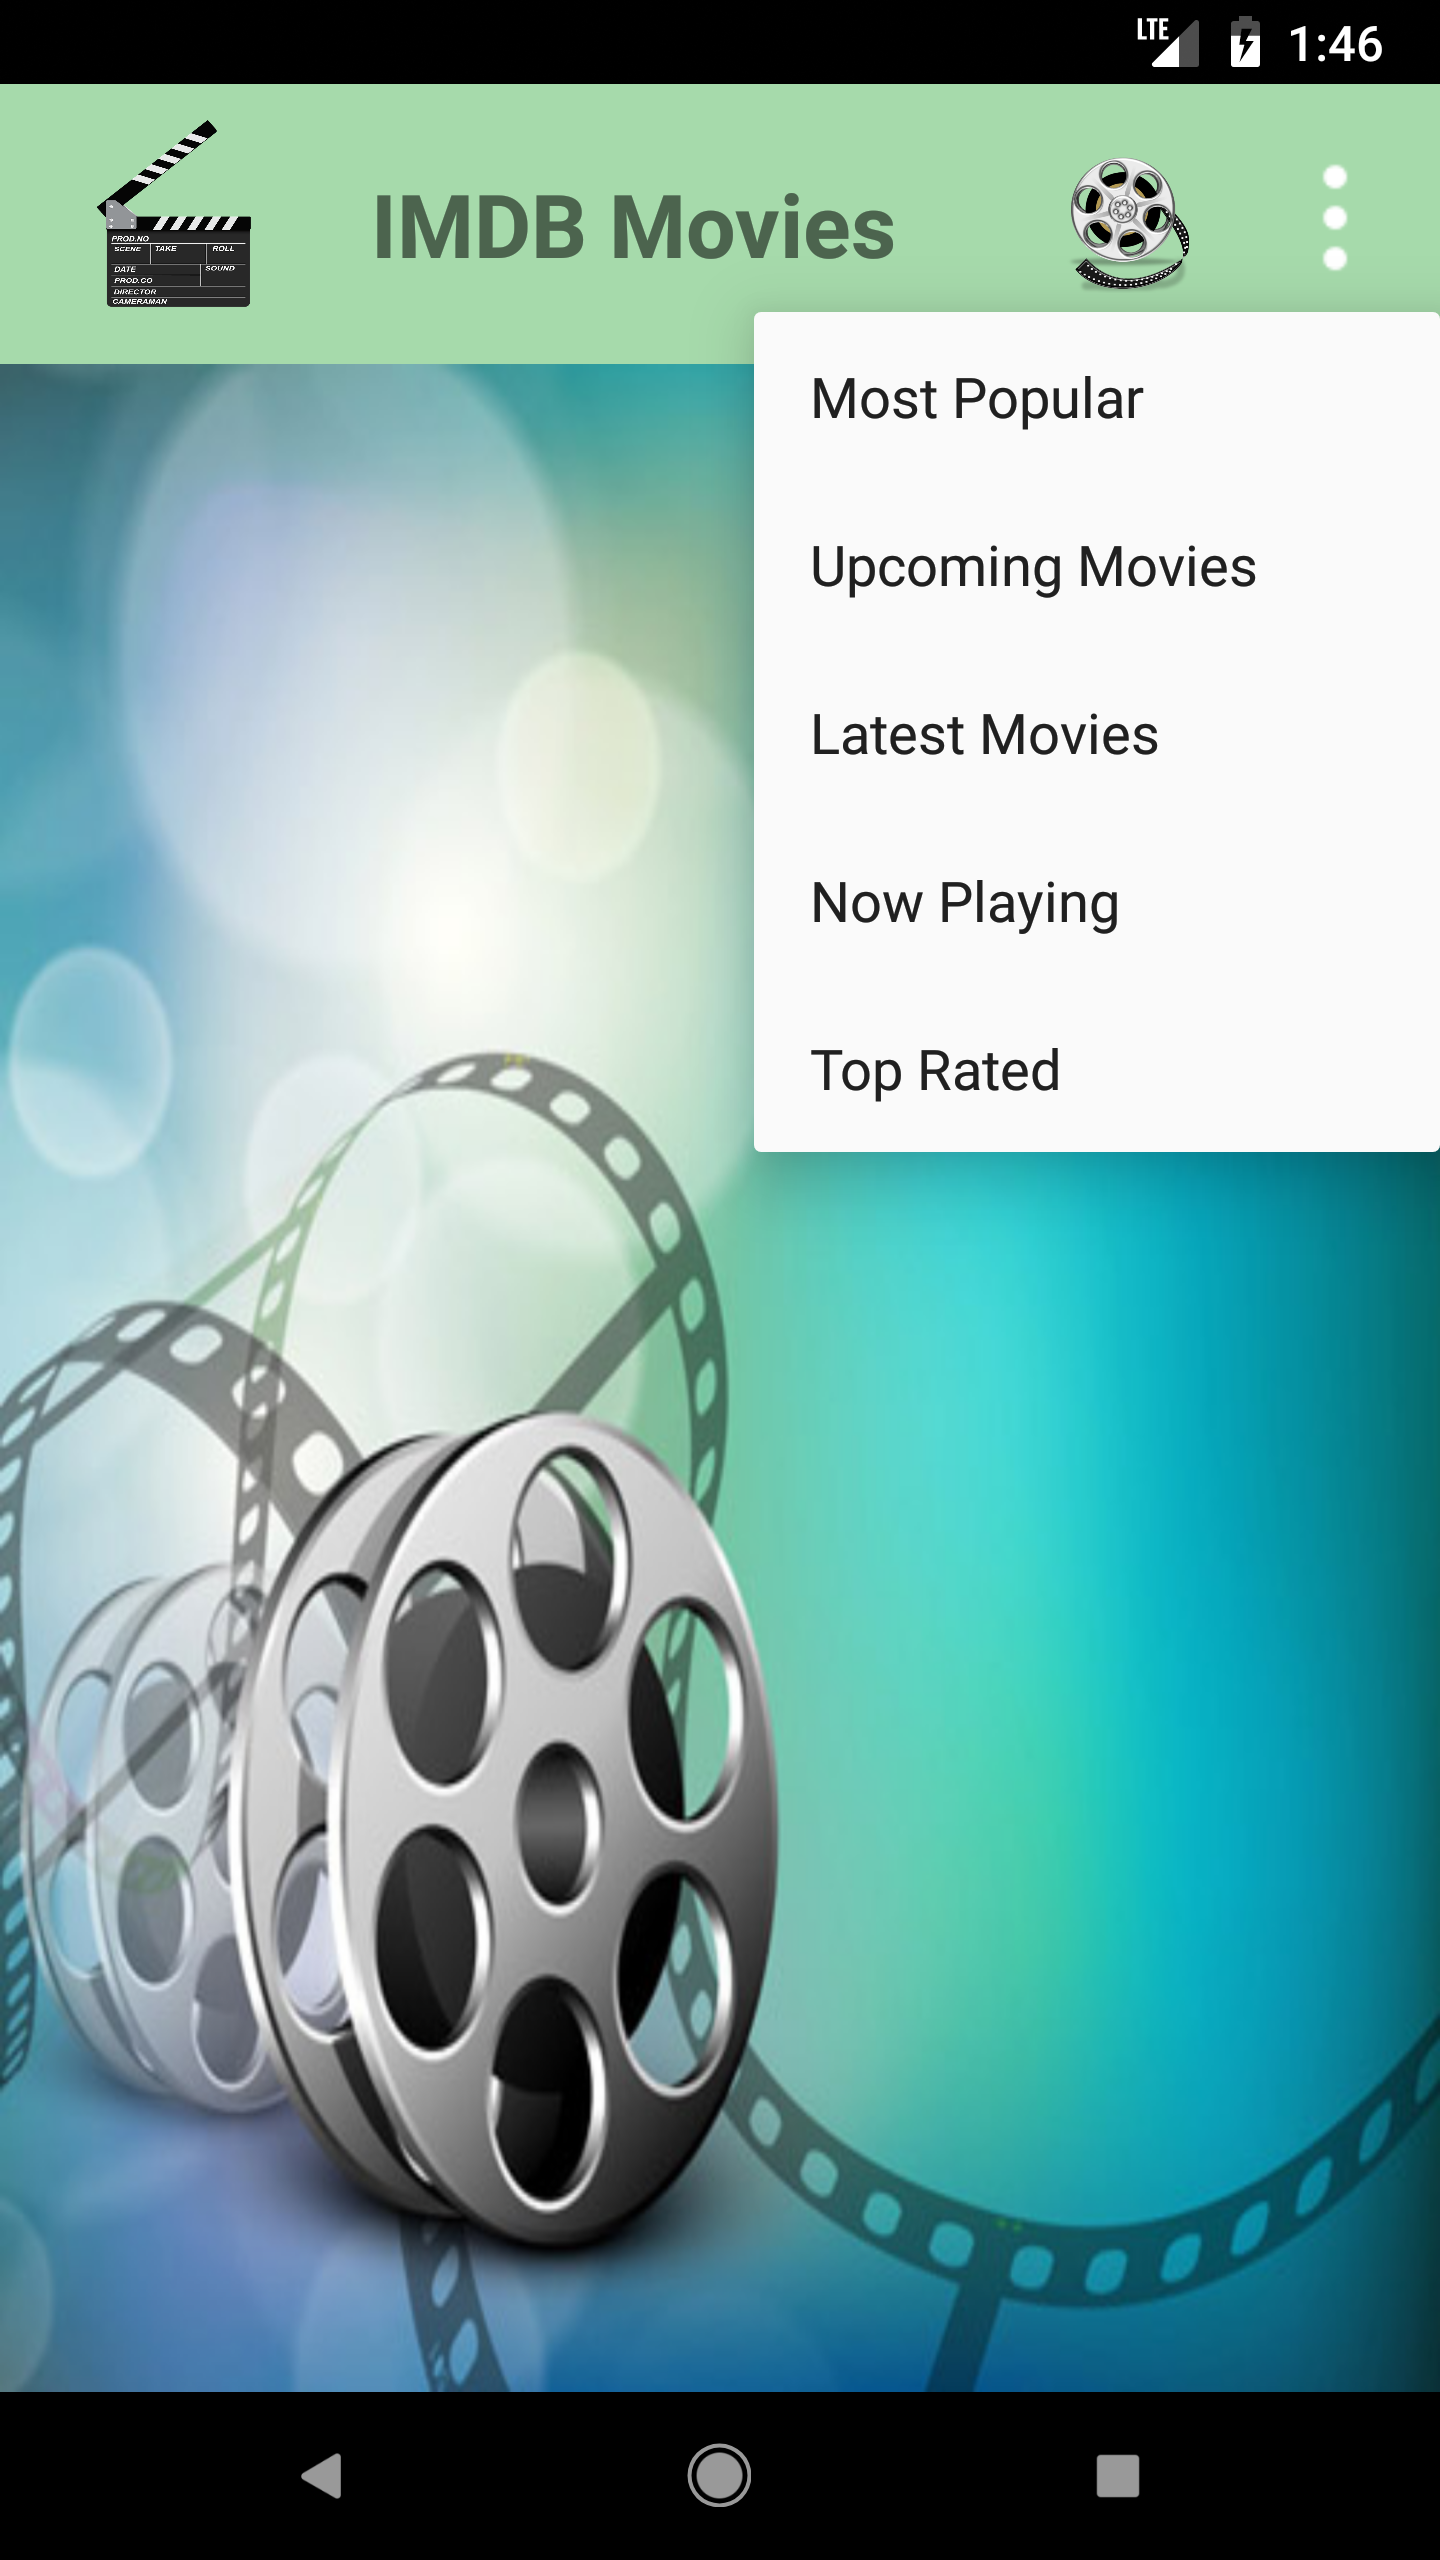 LTE 1:46
IMDB Movies
PROD.NO
SCENE TAKE ROLL
DATE SOUND
PROD.CO
DIRECTOR
CAMERAMAN
Most Popular
Upcoming Movies
Latest Movies
Now Playing
Top Rated